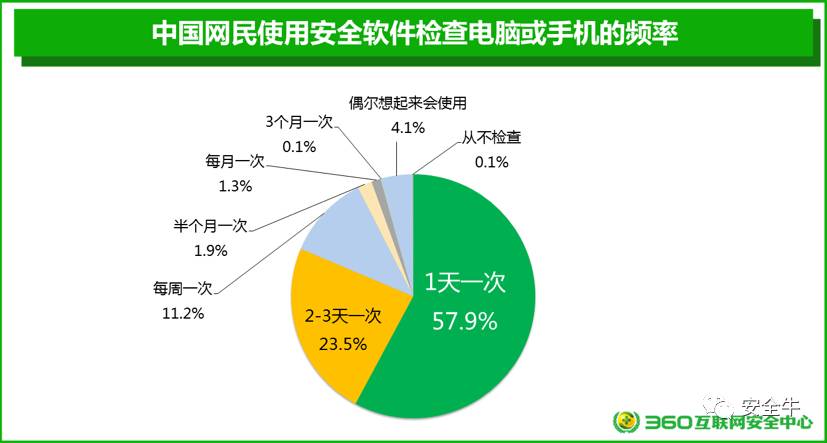 中国网民使用安全软件检查电脑或手机的频率
偶尔想起来会使用
4.1%
3个月一次
0.1%
从不检查
0.1%
每月一次
1.3%
半个月一次
1.9%
每周一次
11.2%
1天一次
57.9%
2-3天一次
23.5%
安全牛
360互联网安全中心